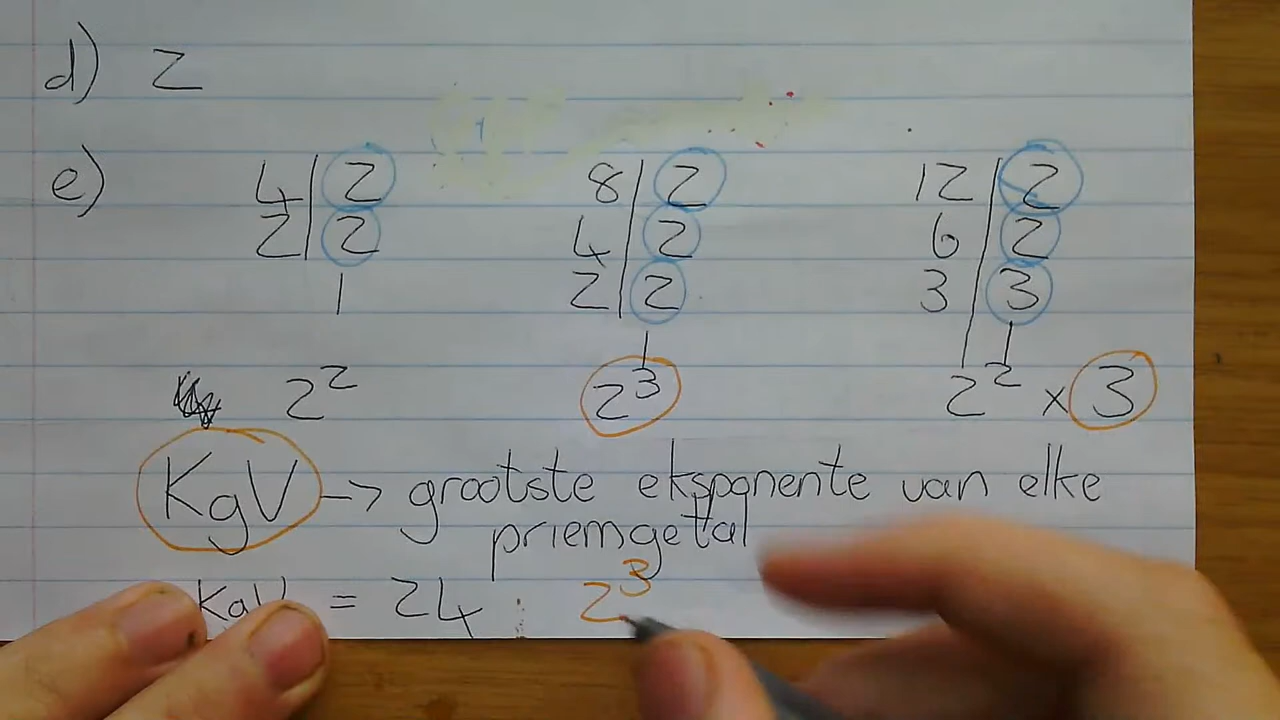 d) 2
e) 4 | 2 8 | 2 12 | 2
2 | 2 4 | 2 6 | 2
1 2 | 2 3 | 3
1 1
2² 2³ 2² × 3
KgV → grootste eksponente van elke
priemgetal
KgV = 24 2³